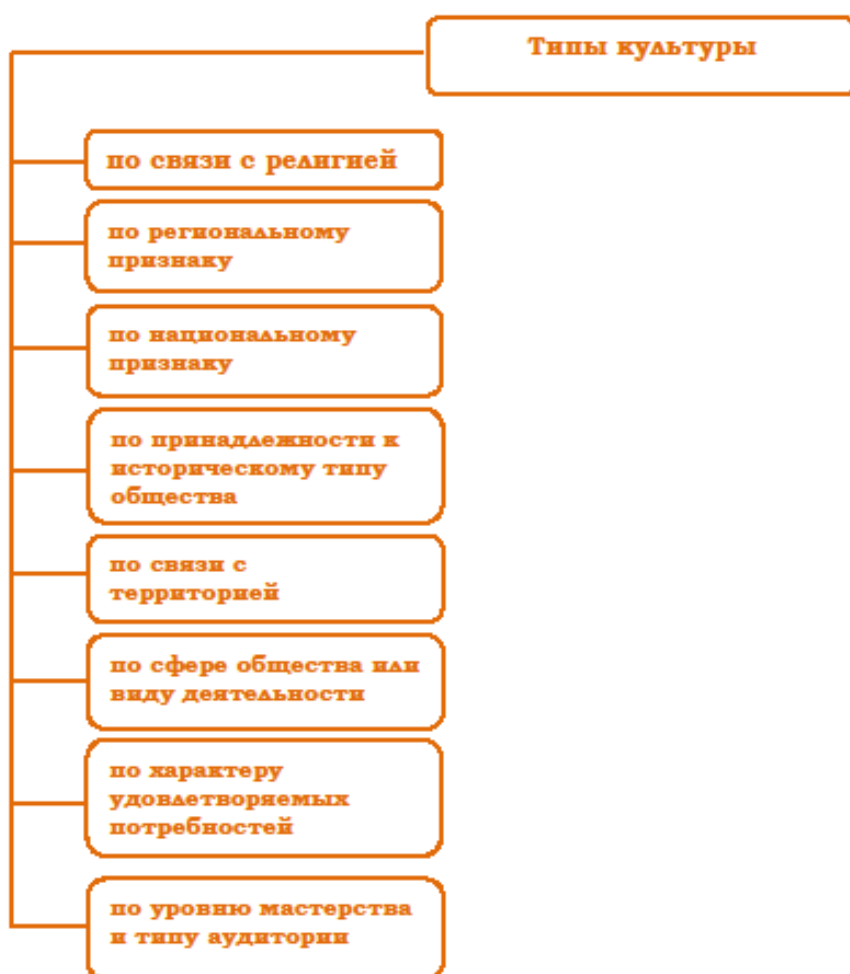 Типы культуры
по связи с религией
по региональному
признаку
по национальному
признаку
по принадлежности к
историческому типу
общества
по связи с
территорией
по сфере общества или
виду деятельности
по характеру
удовлетворяемых
потребностей
по уровню мастерства
и типу аудитории